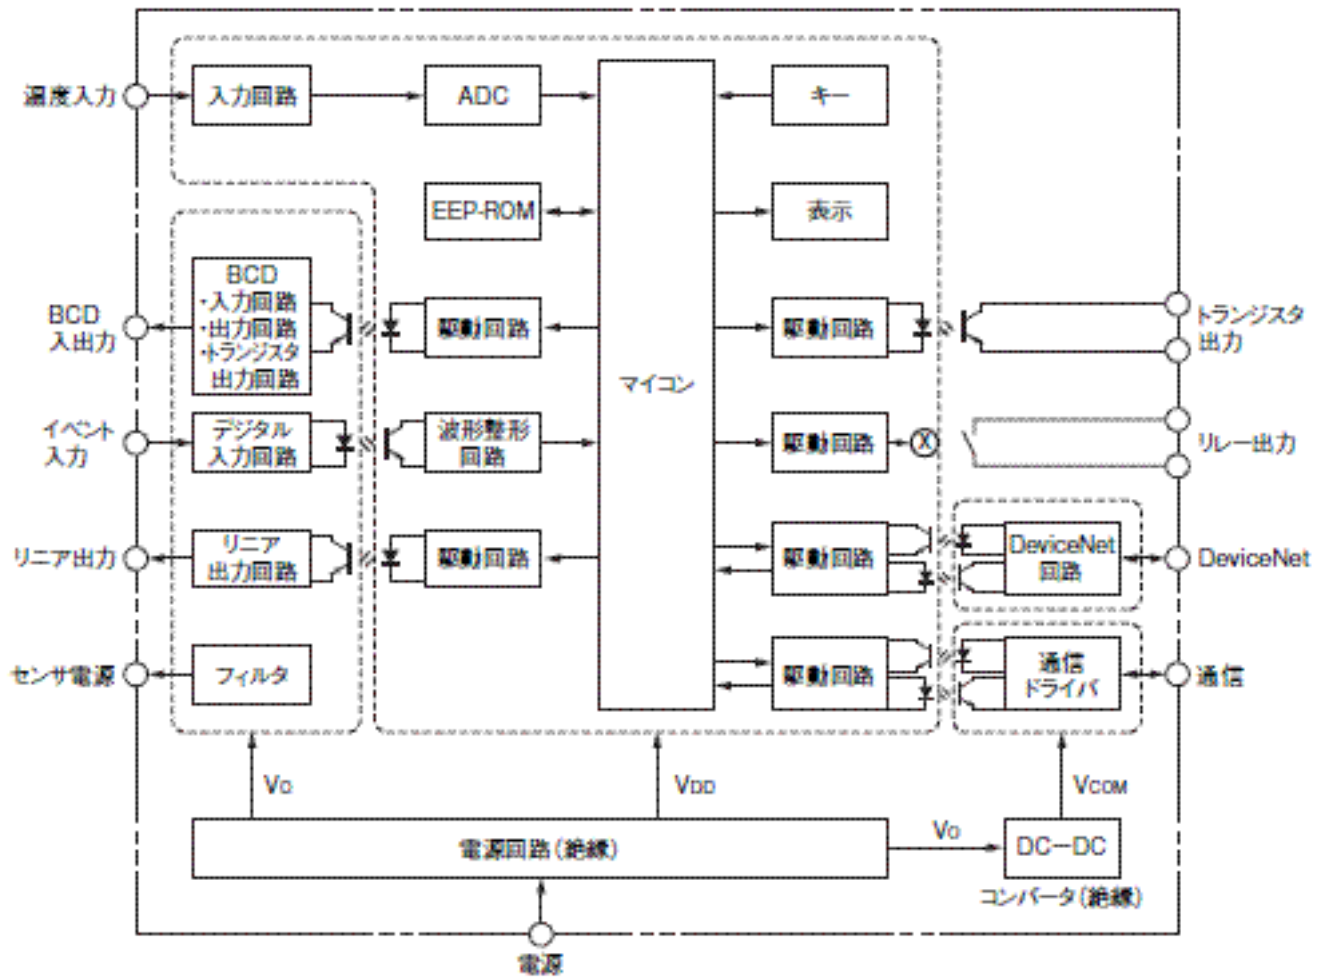 温度入力
入力回路
ADC
キー
EEP-ROM
表示
BCD
・入力回路
・出力回路
・トランジスタ
出力回路
BCD
入出力
駆動回路
マイコン
駆動回路
トランジスタ
出力
イベント
入力
デジタル
入力回路
波形整形
回路
駆動回路
X
リレー出力
リニア出力
リニア
出力回路
駆動回路
駆動回路
DeviceNet
回路
DeviceNet
センサ電源
フィルタ
駆動回路
通信
ドライバ
通信
VO
VDD
VCOM
電源回路(絶縁)
VO
DC－DC
コンバータ(絶縁)
電源